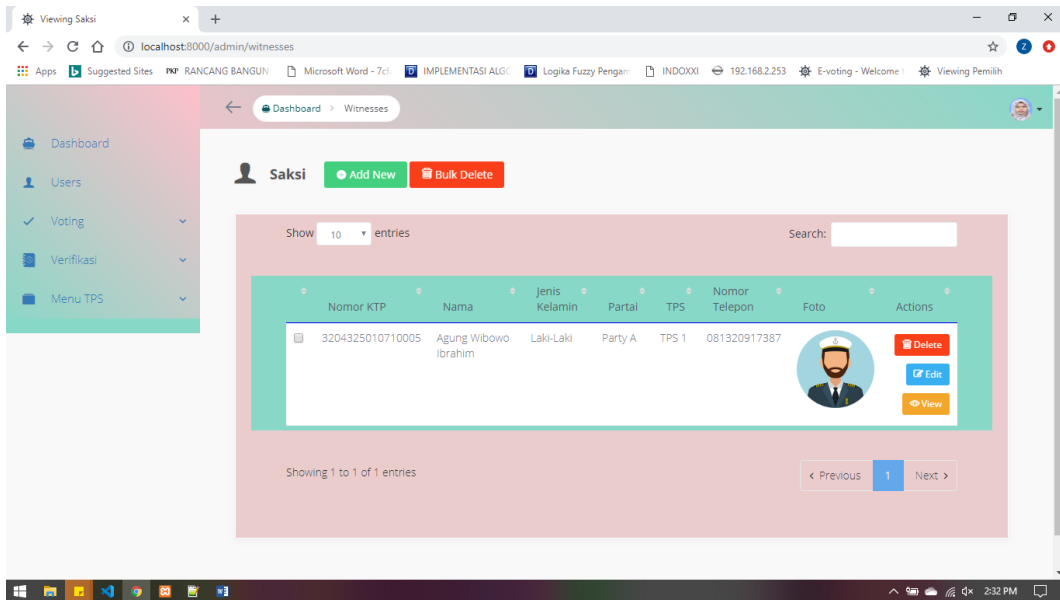 Viewing Saksi
localhost:8000/admin/witnesses
Apps Suggested Sites PKP RANCANG BANGUN Microsoft Word - 7cf IMPLEMENTASI ALGO Logika Fuzzy Pengam INDOXXI 192.168.2.253 E-voting - Welcome Viewing Pemilih
Dashboard > Witnesses
Dashboard
Users
Voting
Verifikasi
Menu TPS
Saksi Add New Bulk Delete
Show 10 entries Search:
Nomor KTP Nama Jenis Kelamin Partai TPS Nomor Telepon Foto Actions
3204325010710005 Agung Wibowo Ibrahim Laki-Laki Party A TPS 1 081320917387
Delete
Edit
View
Showing 1 to 1 of 1 entries
Previous 1 Next
2:32 PM